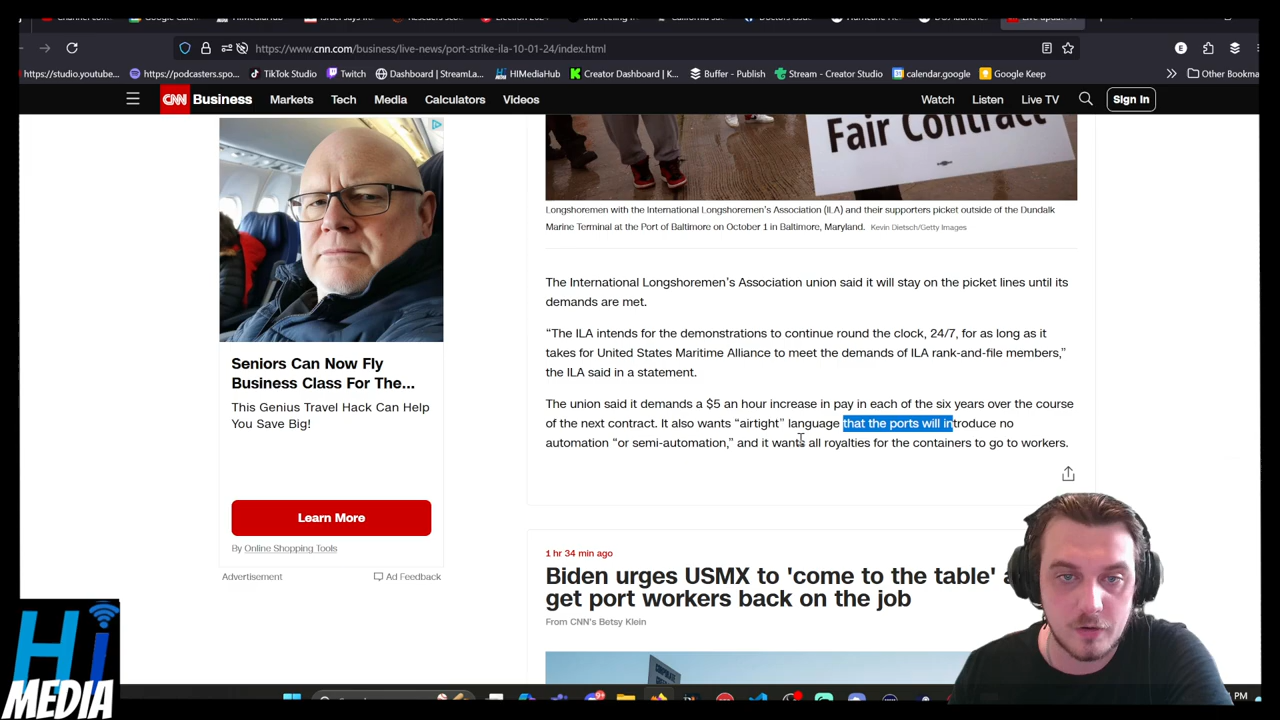 https://www.cnn.com/business/live-news/port-strike-ila-10-01-24/index.html
https://studio.youtube...
https://podcasters.spo...
TikTok Studio
Twitch
Dashboard | StreamLa...
HIMediaHub
Creator Dashboard | K...
Buffer - Publish
Stream - Creator Studio
calendar.google
Google Keep
Other Bookma
CNN Business
Markets
Tech
Media
Calculators
Videos
Watch
Listen
Live TV
Sign in
Fair Contract
Longshoremen with the International Longshoremen's Association (ILA) and their supporters picket outside of the Dundalk
Marine Terminal at the Port of Baltimore on October 1 in Baltimore, Maryland. Kevin Dietsch/Getty Images
The International Longshoremen's Association union said it will stay on the picket lines until its
demands are met.
“The ILA intends for the demonstrations to continue round the clock, 24/7, for as long as it
takes for United States Maritime Alliance to meet the demands of ILA rank-and-file members,”
the ILA said in a statement.
The union said it demands a $5 an hour increase in pay in each of the six years over the course
of the next contract. It also wants “airtight” language that the ports will introduce no
automation “or semi-automation,” and it wants all royalties for the containers to go to workers.
Seniors Can Now Fly
Business Class For The...
This Genius Travel Hack Can Help
You Save Big!
Learn More
By Online Shopping Tools
Advertisement
Ad Feedback
1 hr 34 min ago
Biden urges USMX to 'come to the table' a
get port workers back on the job
From CNN's Betsy Klein
Hi
MEDIA
PM